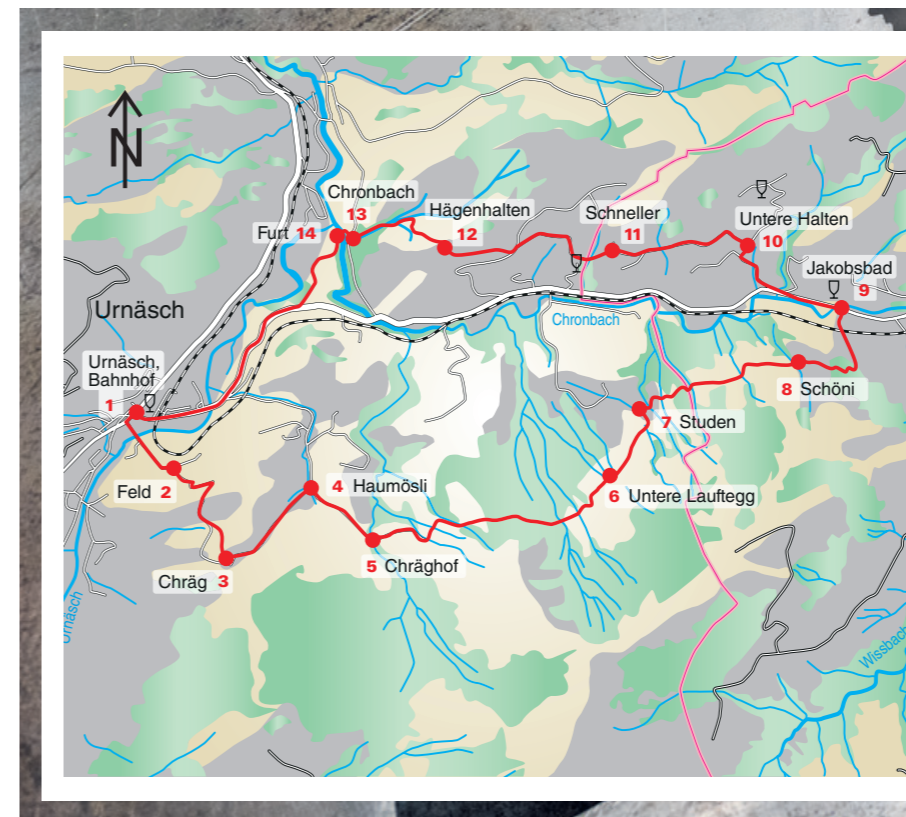 N
Chronbach
13
Furt 14
Hägenhalten
12
Schneller
11
Untere Halten
10
Jakobsbad
9
Urnäsch
Chronbach
Urnäsch,
Bahnhof
1
8 Schöni
7 Studen
Feld 2
4 Haumösli
6 Untere Lauftegg
5 Chräghof
Chräg 3
Urnäsch
Wissbach